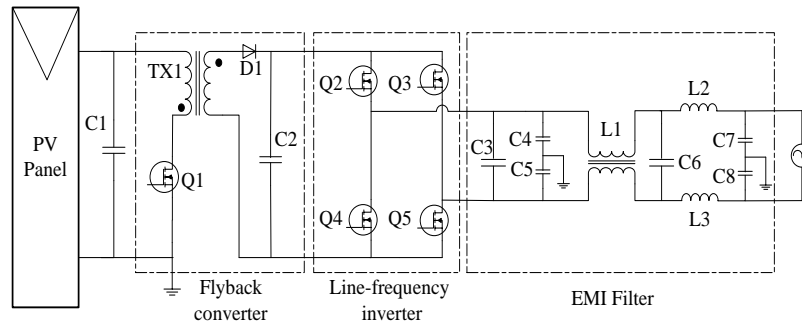 PV
Panel
C1
TX1
Q1
D1
C2
Flyback
converter
Q2
Q3
Q4
Q5
Line-frequency
inverter
C3
C4
C5
L1
C6
L2
L3
C7
C8
EMI Filter